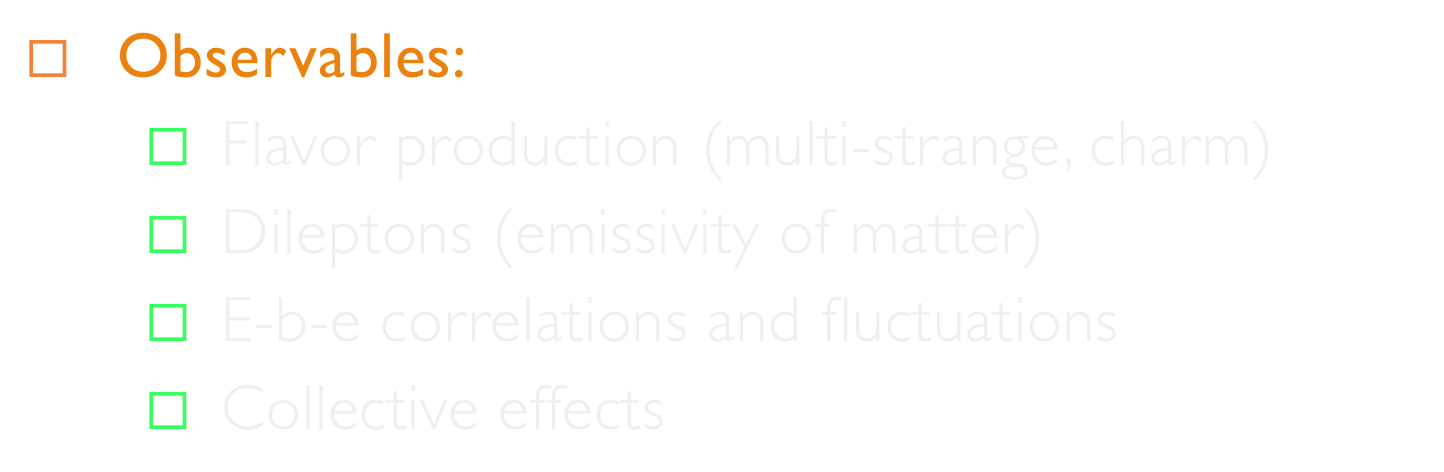 Observables:
Flavor production (multi-strange, charm)
Dileptons (emissivity of matter)
E-b-e correlations and fluctuations
Collective effects